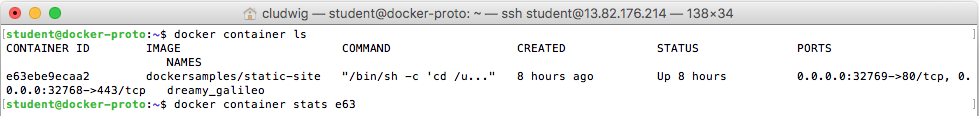 cludwig — student@docker-proto: ~ — ssh student@13.82.176.214 — 138×34
[student@docker-proto:~$ docker container ls
CONTAINER ID        IMAGE                       COMMAND                  CREATED             STATUS              PORTS
                       NAMES
e63ebe9ecaa2        dockersamples/static-site   "/bin/sh -c 'cd /u..."   8 hours ago         Up 8 hours          0.0.0.0:32769->80/tcp, 0.
0.0.0:32768->443/tcp   dreamy_galileo
[student@docker-proto:~$ docker container stats e63